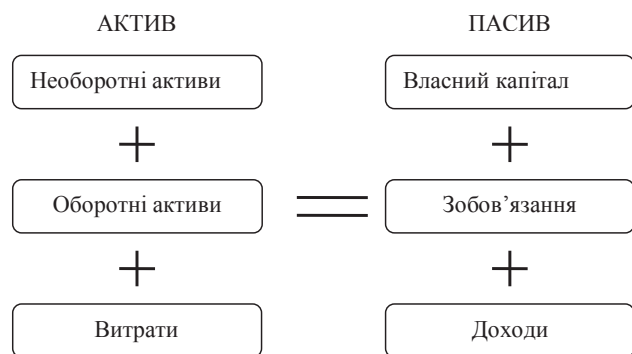 АКТИВ
ПАСИВ
Необоротні активи
Власний капітал
+
+
Оборотні активи
=
Зобов’язання
+
+
Витрати
Доходи